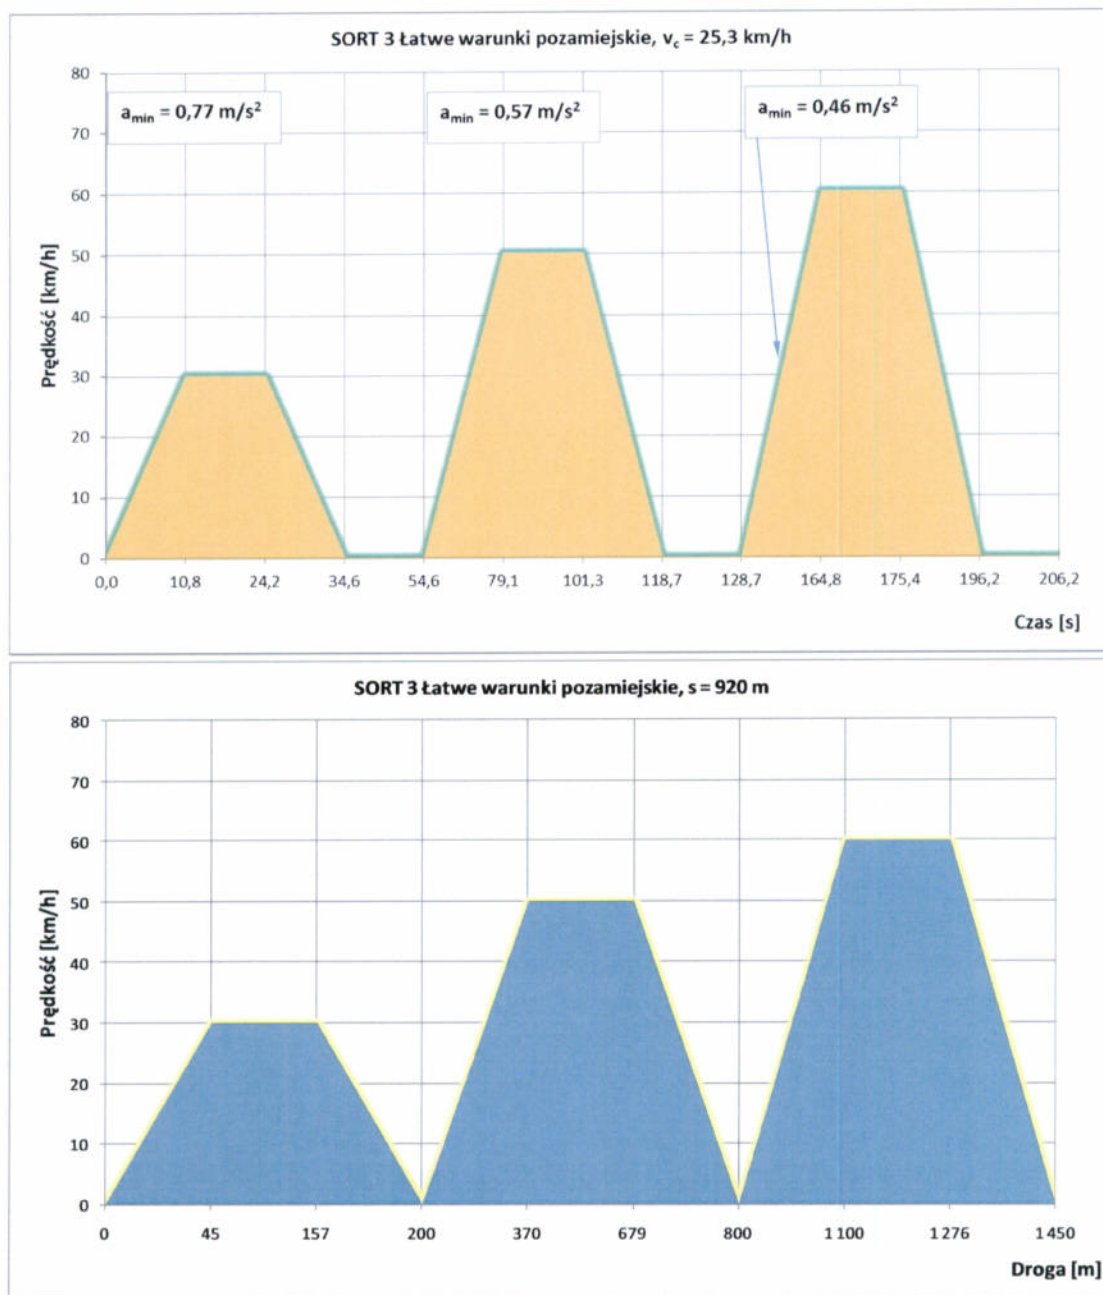 SORT 3 Łatwe warunki pozamiejskie, vc = 25,3 km/h
80
70
60
50
40
30
20
10
0
Prędkość [km/h]
amin = 0,77 m/s²
amin = 0,57 m/s²
amin = 0,46 m/s²
0,0 10,8 24,2 34,6 54,6 79,1 101,3 118,7 128,7 164,8 175,4 196,2 206,2
Czas [s]
SORT 3 Łatwe warunki pozamiejskie, s = 920 m
80
70
60
50
40
30
20
10
0
Prędkość [km/h]
0 45 157 200 370 679 800 1 100 1 276 1 450
Droga [m]